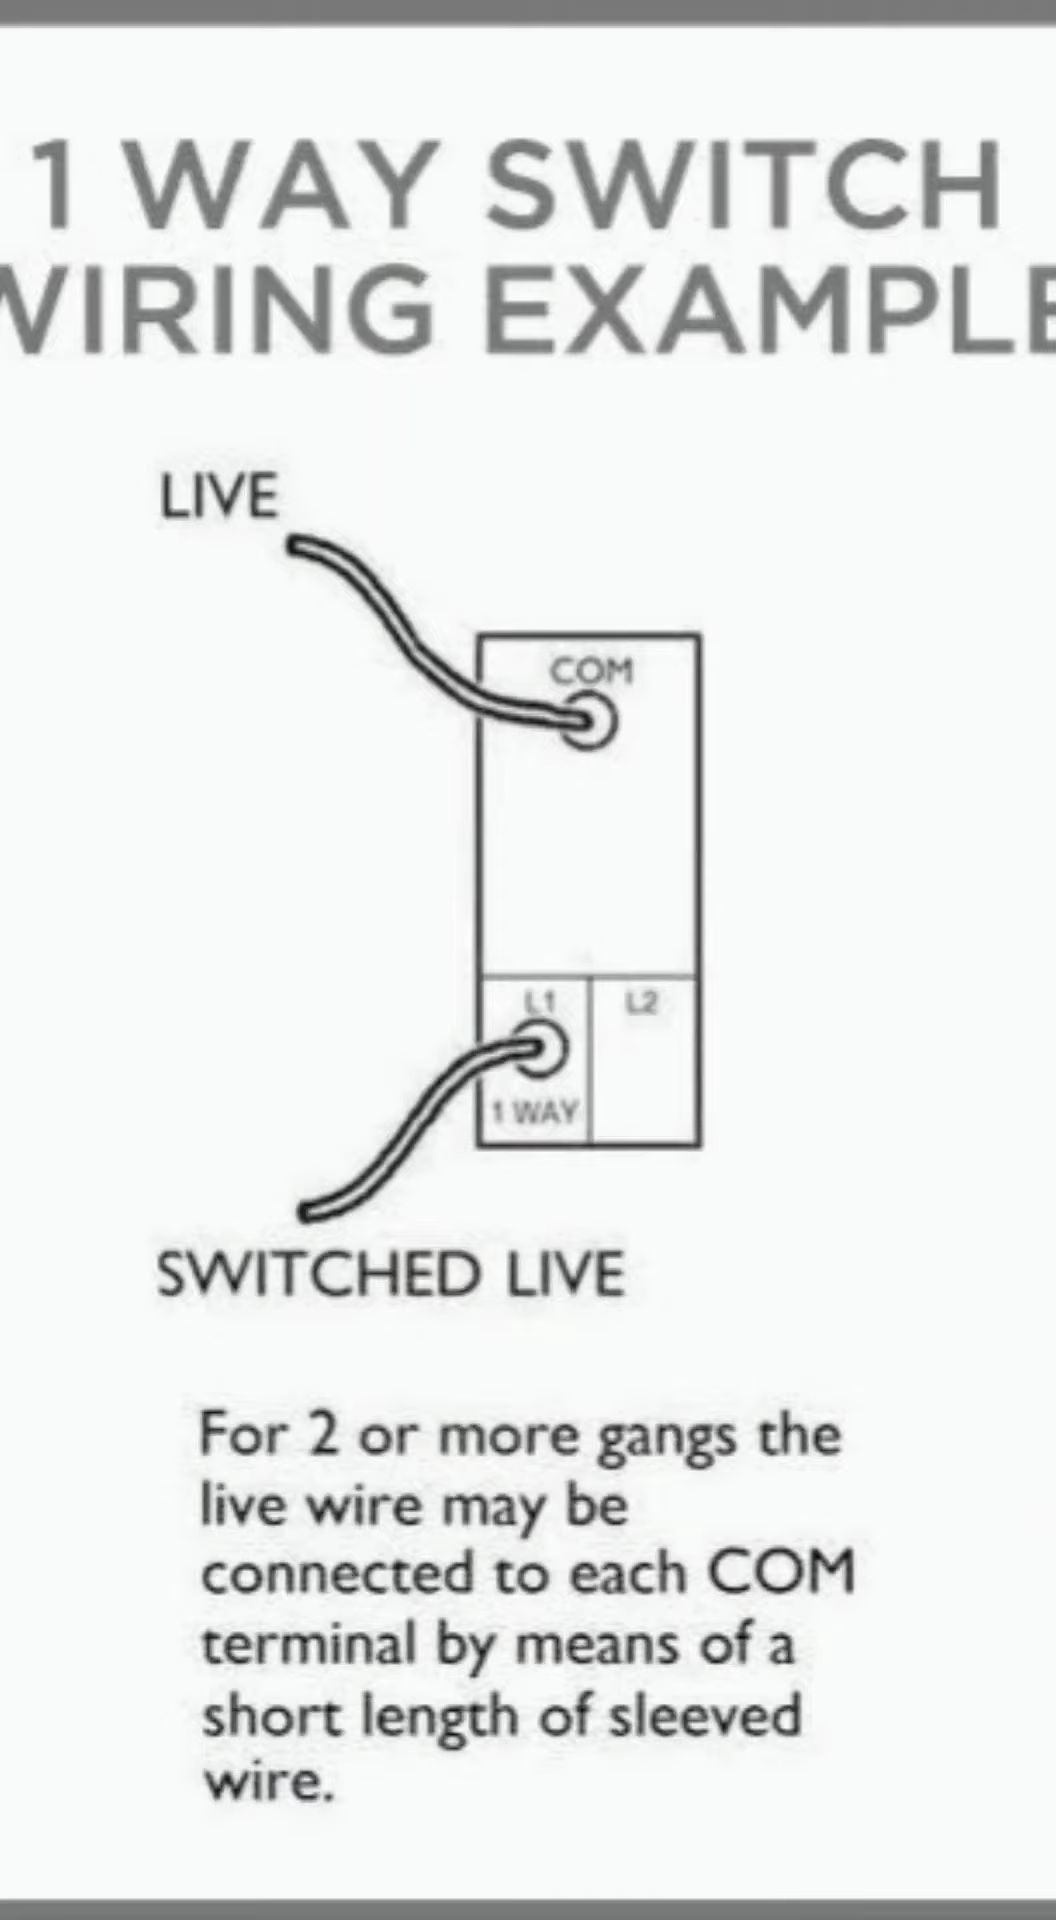 1 WAY SWITCH
WIRING EXAMPLE
LIVE
COM
L1
L2
1 WAY
SWITCHED LIVE
For 2 or more gangs the
live wire may be
connected to each COM
terminal by means of a
short length of sleeved
wire.